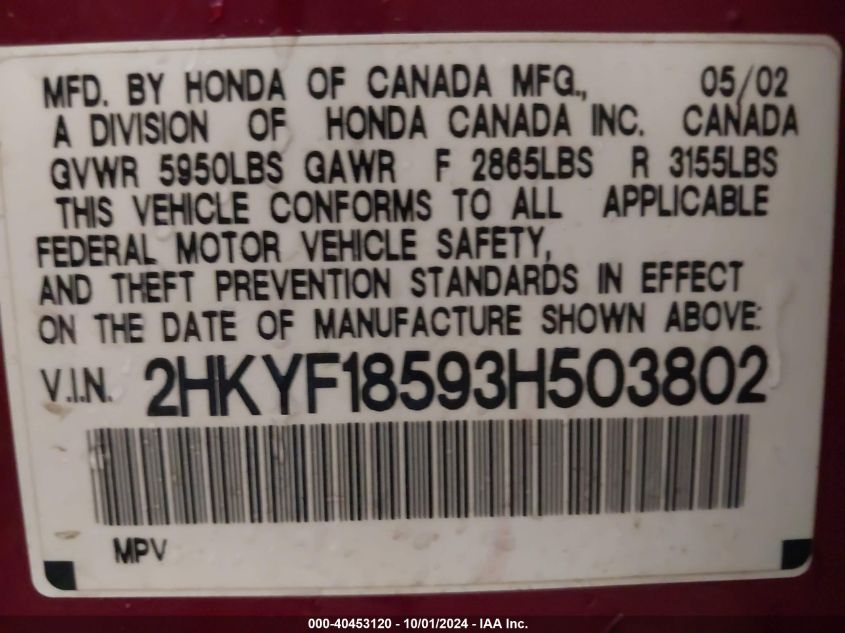 MFD. BY HONDA OF CANADA MFG., 05/02
A DIVISION OF HONDA CANADA INC. CANADA
GVWR 5950LBS GAWR F 2865LBS R 3155LBS
THIS VEHICLE CONFORMS TO ALL APPLICABLE
FEDERAL MOTOR VEHICLE SAFETY,
AND THEFT PREVENTION STANDARDS IN EFFECT
ON THE DATE OF MANUFACTURE SHOWN ABOVE:
V.I.N. 2HKYF18593H503802
MPV
000-40453120 - 10/01/2024 - IAA Inc.